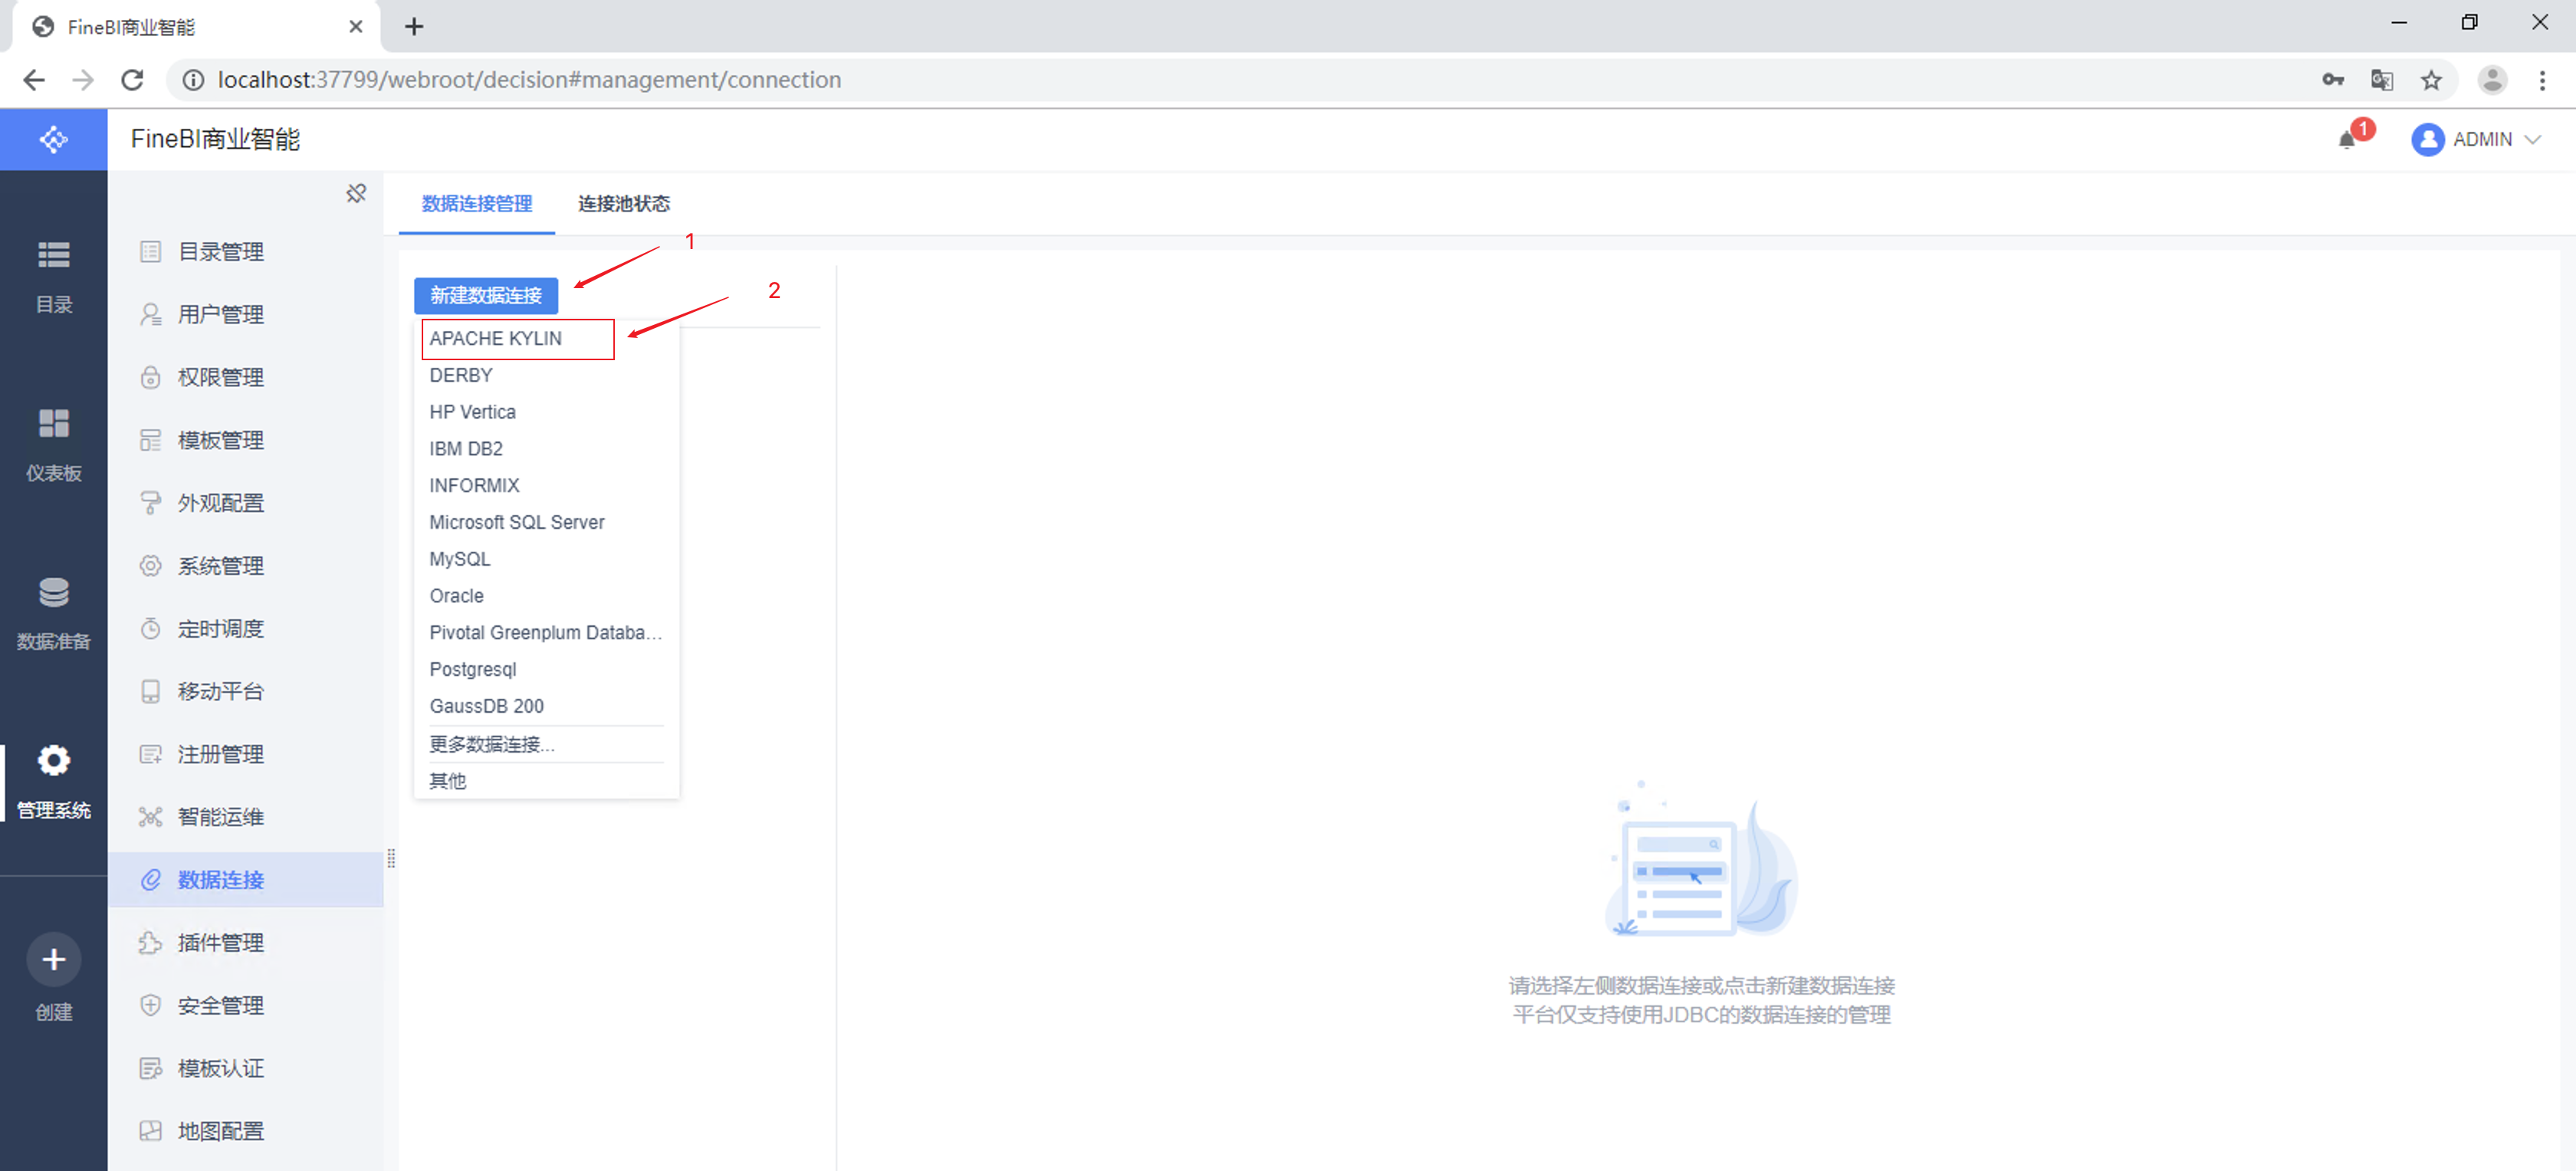 FineBI商业智能
localhost:37799/webroot/decision#management/connection
FineBI商业智能
1
ADMIN
目录
仪表板
数据准备
管理系统
创建
目录管理
用户管理
权限管理
模板管理
外观配置
系统管理
定时调度
移动平台
注册管理
智能运维
数据连接
插件管理
安全管理
模板认证
地图配置
数据连接管理
连接池状态
1
新建数据连接
2
APACHE KYLIN
DERBY
HP Vertica
IBM DB2
INFORMIX
Microsoft SQL Server
MySQL
Oracle
Pivotal Greenplum Databa...
Postgresql
GaussDB 200
更多数据连接...
其他
请选择左侧数据连接或点击新建数据连接
平台仅支持使用JDBC的数据连接的管理